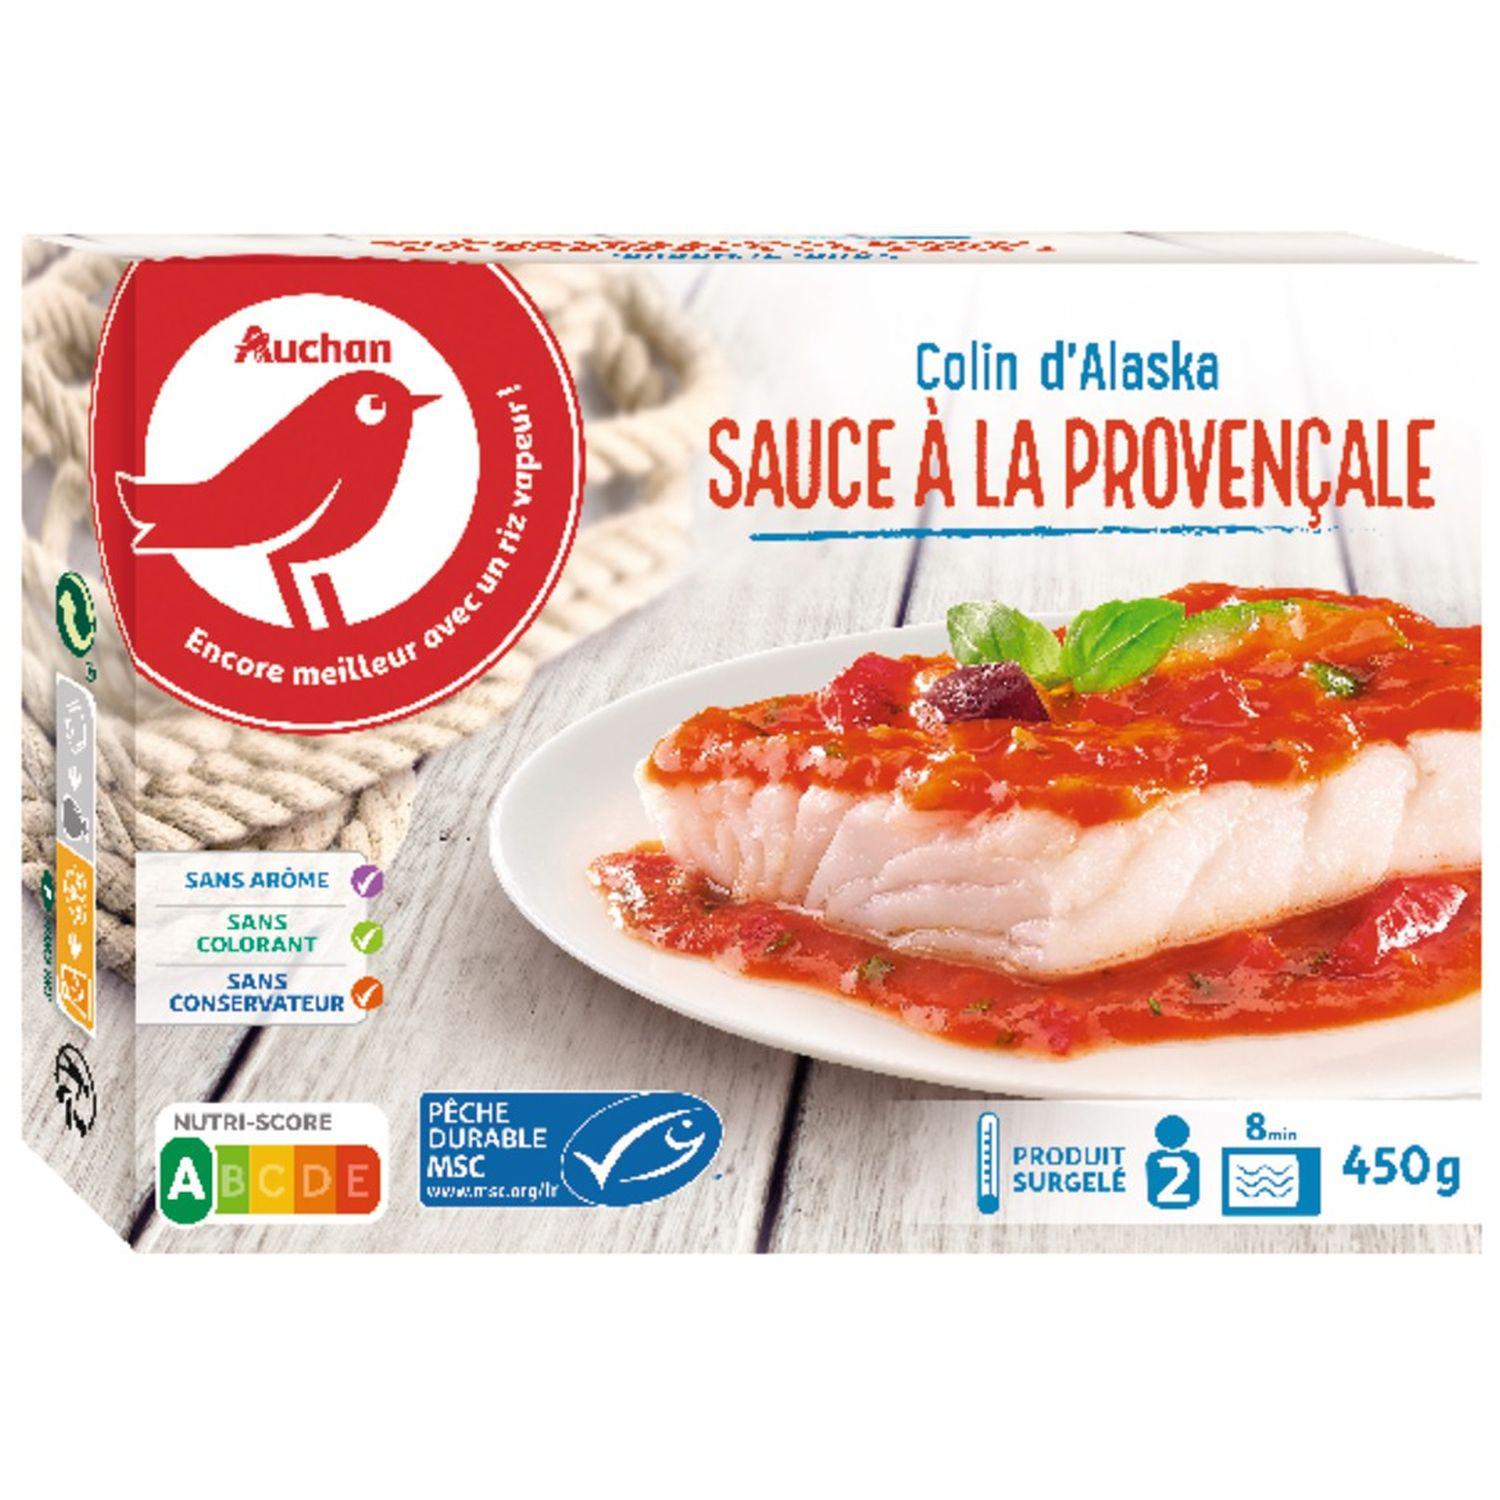 Auchan
Encore meilleur avec un riz vapeur !
Colin d'Alaska
SAUCE À LA PROVENÇALE
SANS ARÔME
SANS
COLORANT
SANS
CONSERVATEUR
NUTRI-SCORE
A B C D E
PÊCHE
DURABLE
MSC
www.msc.org/fr
PRODUIT
SURGELÉ
2
8min
450g